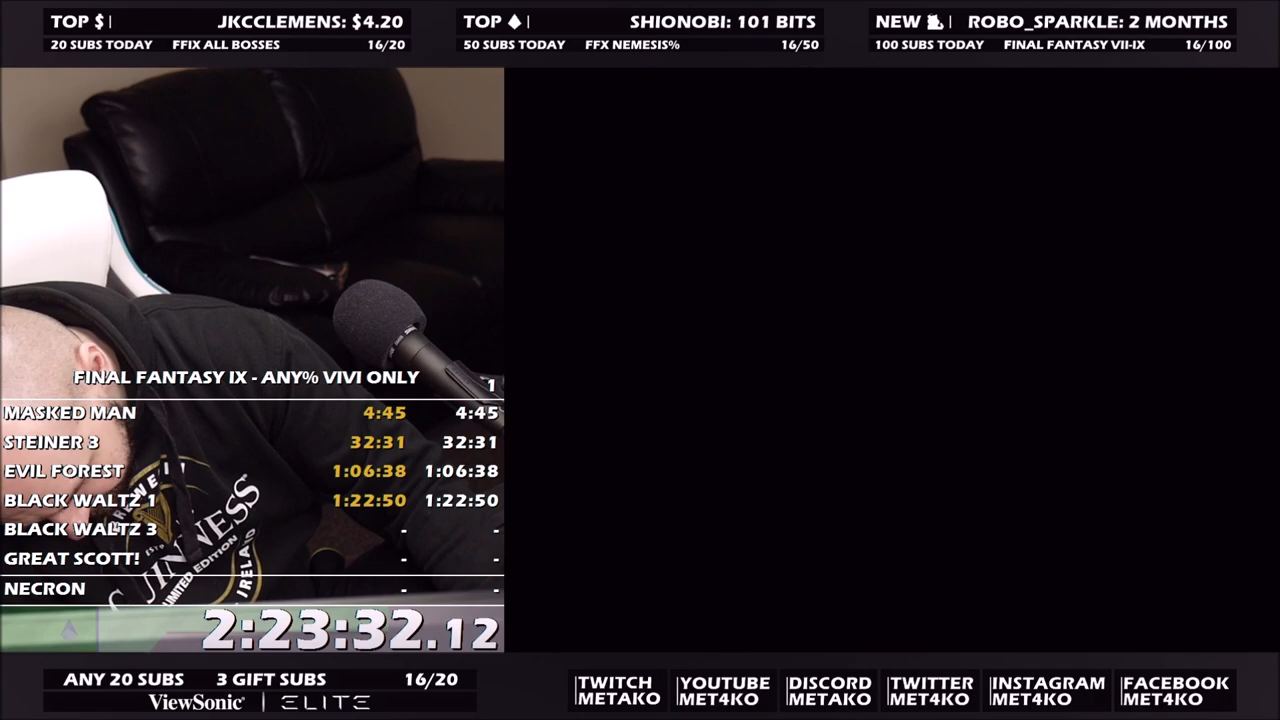 TOP $| JKCCLEMENS: $4.20
20 SUBS TODAY FFIX ALL BOSSES 16/20
TOP | SHIONOBI: 101 BITS
50 SUBS TODAY FFX NEMESIS% 16/50
NEW | ROBO_SPARKLE: 2 MONTHS
100 SUBS TODAY FINAL FANTASY VII-IX 16/100
FINAL FANTASY IX - ANY% VIVI ONLY 1
MASKED MAN 4:45 4:45
STEINER 3 32:31 32:31
EVIL FOREST 1:06:38 1:06:38
BLACK WALTZ 1 1:22:50 1:22:50
BLACK WALTZ 3 - -
GREAT SCOTT! - -
NECRON - -
2:23:32.12
GUINNESS
LIMITED EDITION
IRELAND
ANY 20 SUBS 3 GIFT SUBS 16/20
ViewSonic | ELITE
|TWITCH
METAKO
|YOUTUBE
MET4KO
|DISCORD
METAKO
|TWITTER
MET4KO
|INSTAGRAM
MET4KO
|FACEBOOK
MET4KO